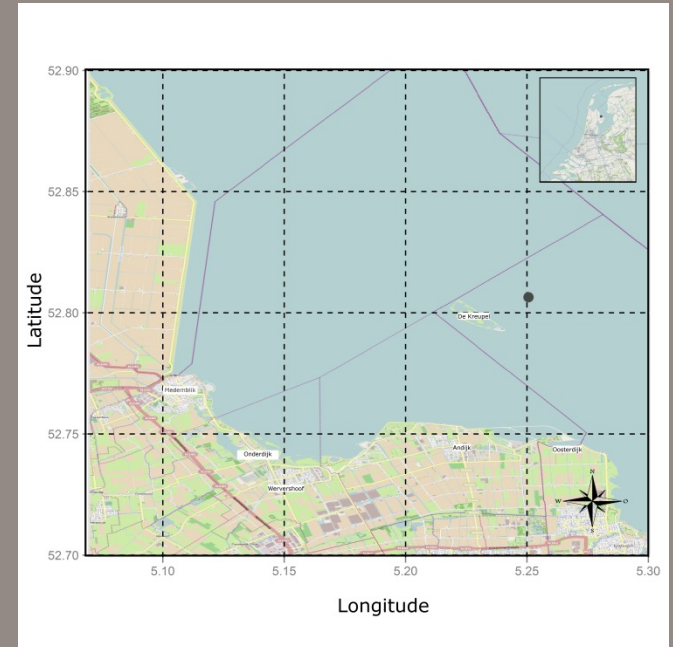 52.90
52.85
52.80
52.75
52.70
Latitude
De Kreupel
Medemblik
Onderdijk
Wervershoof
Andijk
Oosterdijk
N
W
O
S
5.10
5.15
5.20
5.25
5.30
Longitude